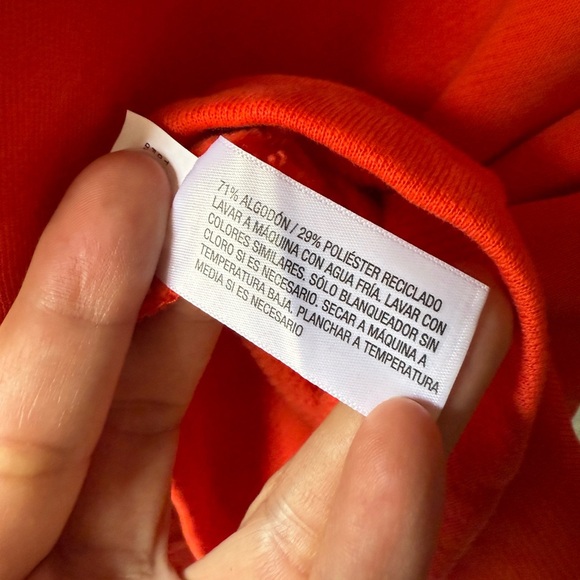 71% ALGODÓN / 29% POLIÉSTER RECICLADO
LAVAR A MÁQUINA CON AGUA FRÍA. LAVAR CON
COLORES SIMILARES. SÓLO BLANQUEADOR SIN
CLORO SI ES NECESARIO. SECAR A MÁQUINA A
TEMPERATURA BAJA. PLANCHAR A TEMPERATURA
MEDIA SI ES NECESARIO